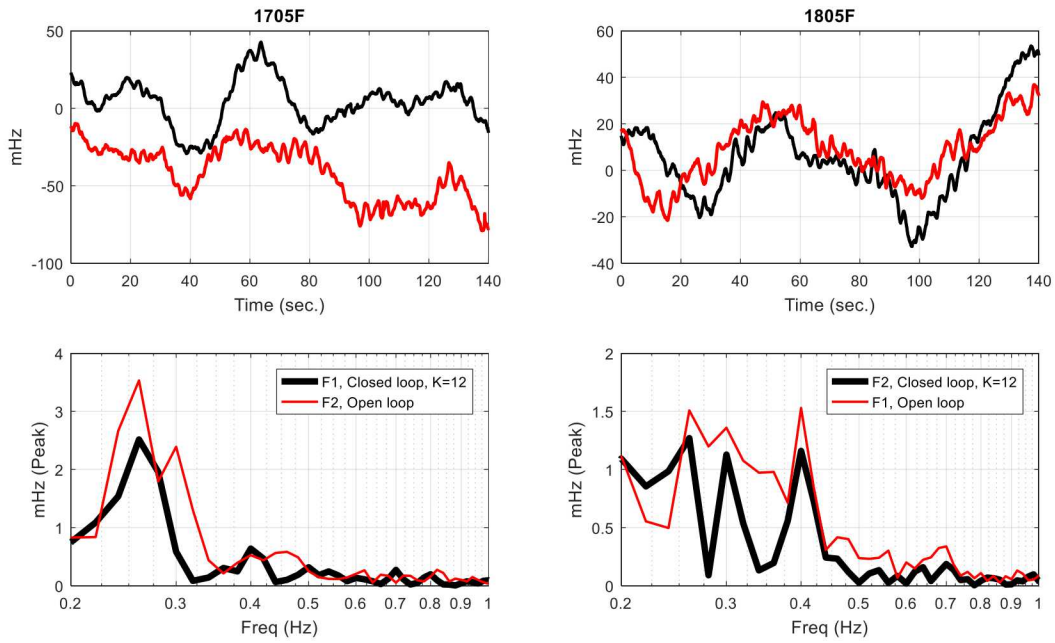 1705F
50
0
-50
-100
mHz
0 20 40 60 80 100 120 140
Time (sec.)
1805F
60
40
20
0
-20
-40
mHz
0 20 40 60 80 100 120 140
Time (sec.)
4
3
2
1
0
mHz (Peak)
F1, Closed loop, K=12
F2, Open loop
0.2 0.3 0.4 0.5 0.6 0.7 0.8 0.9 1
Freq (Hz)
2
1.5
1
0.5
0
mHz (Peak)
F2, Closed loop, K=12
F1, Open loop
0.2 0.3 0.4 0.5 0.6 0.7 0.8 0.9 1
Freq (Hz)